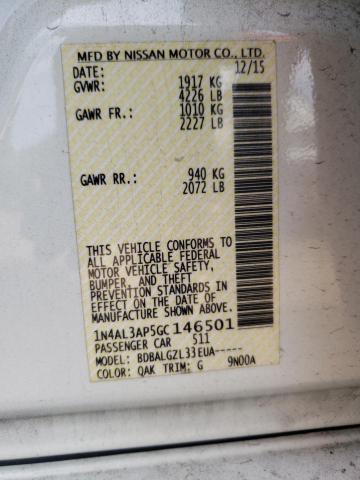 MFD BY NISSAN MOTOR CO., LTD.
DATE: 12/15
GVWR: 1917 KG
4226 LB
GAWR FR.: 1010 KG
2227 LB
GAWR RR.: 940 KG
2072 LB
THIS VEHICLE CONFORMS TO
ALL APPLICABLE FEDERAL
MOTOR VEHICLE SAFETY,
BUMPER, AND THEFT
PREVENTION STANDARDS IN
EFFECT ON THE DATE OF
MANUFACTURE SHOWN ABOVE.
1N4AL3AP5GC146501
PASSENGER CAR 511
MODEL: BDBALGZL33EUA-----
COLOR: QAK TRIM: G 9N00A